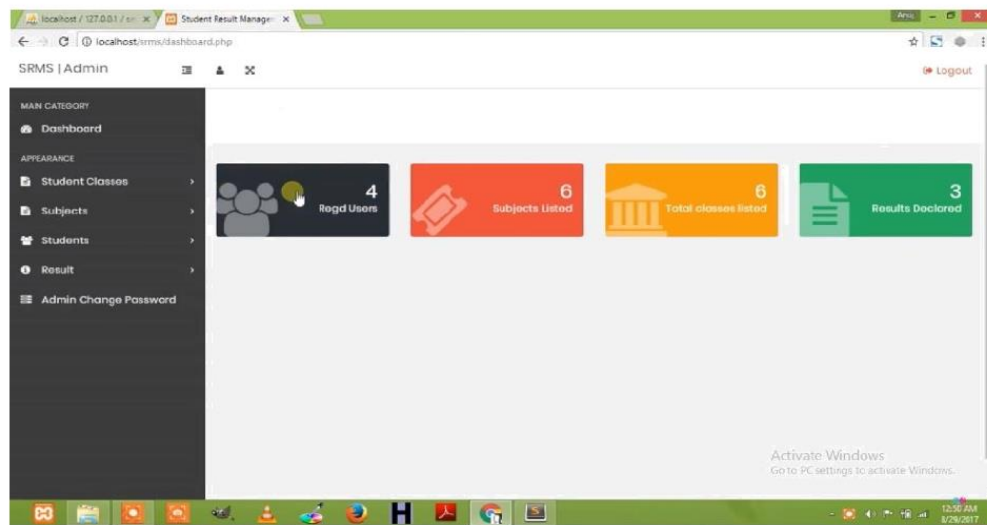 localhost / 127.0.0.1 /
Student Result Manage
localhost/srms/dashboard.php
SRMS | Admin
Logout
MAIN CATEGORY
Dashboard
APPEARANCE
Student Classes
Subjects
Students
Result
Admin Change Password
4
Regd Users
6
Subjects Listed
6
Total classes listed
3
Results Declared
Activate Windows
Go to PC settings to activate Windows.
12:50 AM
8/29/2017